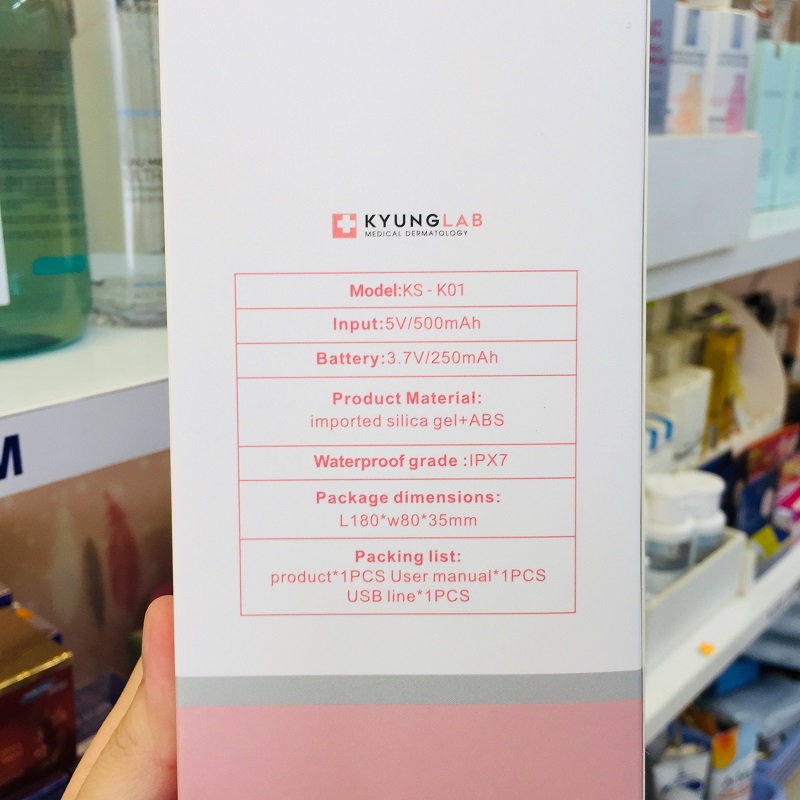 KYUNGLAB
MEDICAL DERMATOLOGY
Model:KS - K01
Input:5V/500mAh
Battery:3.7V/250mAh
Product Material:
imported silica gel+ABS
Waterproof grade :IPX7
Package dimensions:
L180*w80*35mm
Packing list:
product*1PCS User manual*1PCS
USB line*1PCS
M